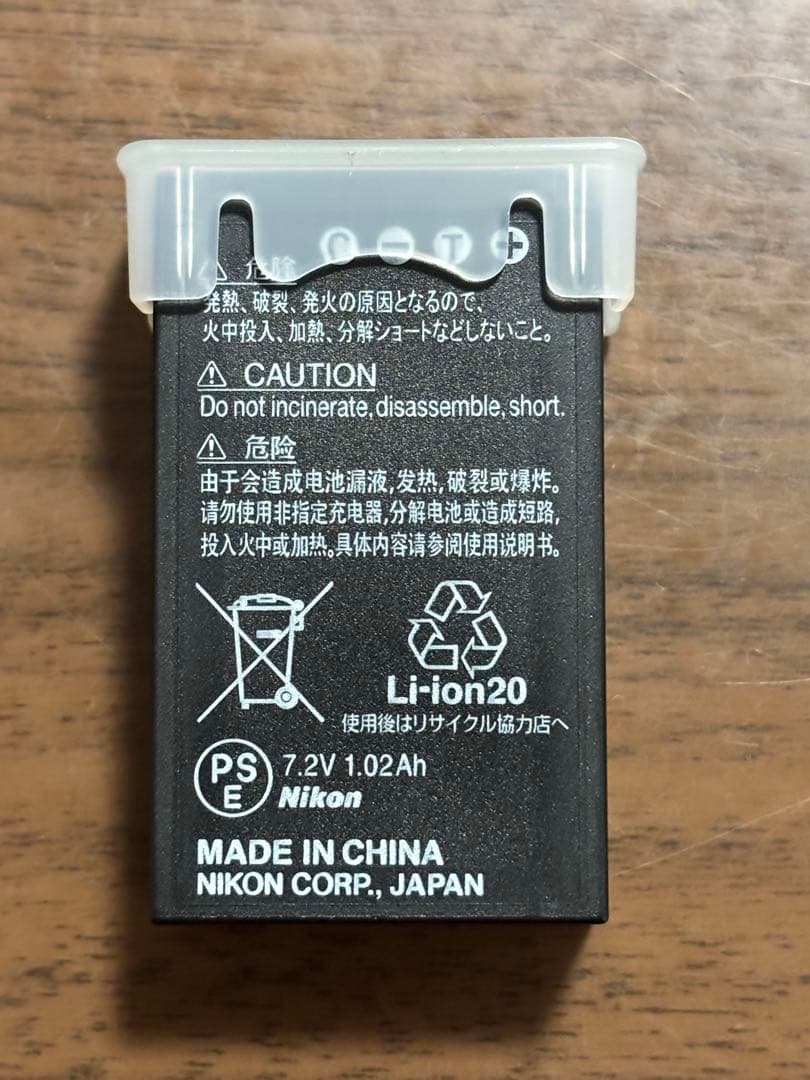 C − T +
⚠ 危険
発熱、破裂、発火の原因となるので、
火中投入、加熱、分解ショートなどしないこと。
⚠ CAUTION
Do not incinerate, disassemble, short.
⚠ 危险
由于会造成电池漏液,发热,破裂或爆炸。
请勿使用非指定充电器,分解电池或造成短路,
投入火中或加热。具体内容请参阅使用说明书。
Li-ion20
使用後はリサイクル協力店へ
PS
E
7.2V 1.02Ah
Nikon
MADE IN CHINA
NIKON CORP., JAPAN